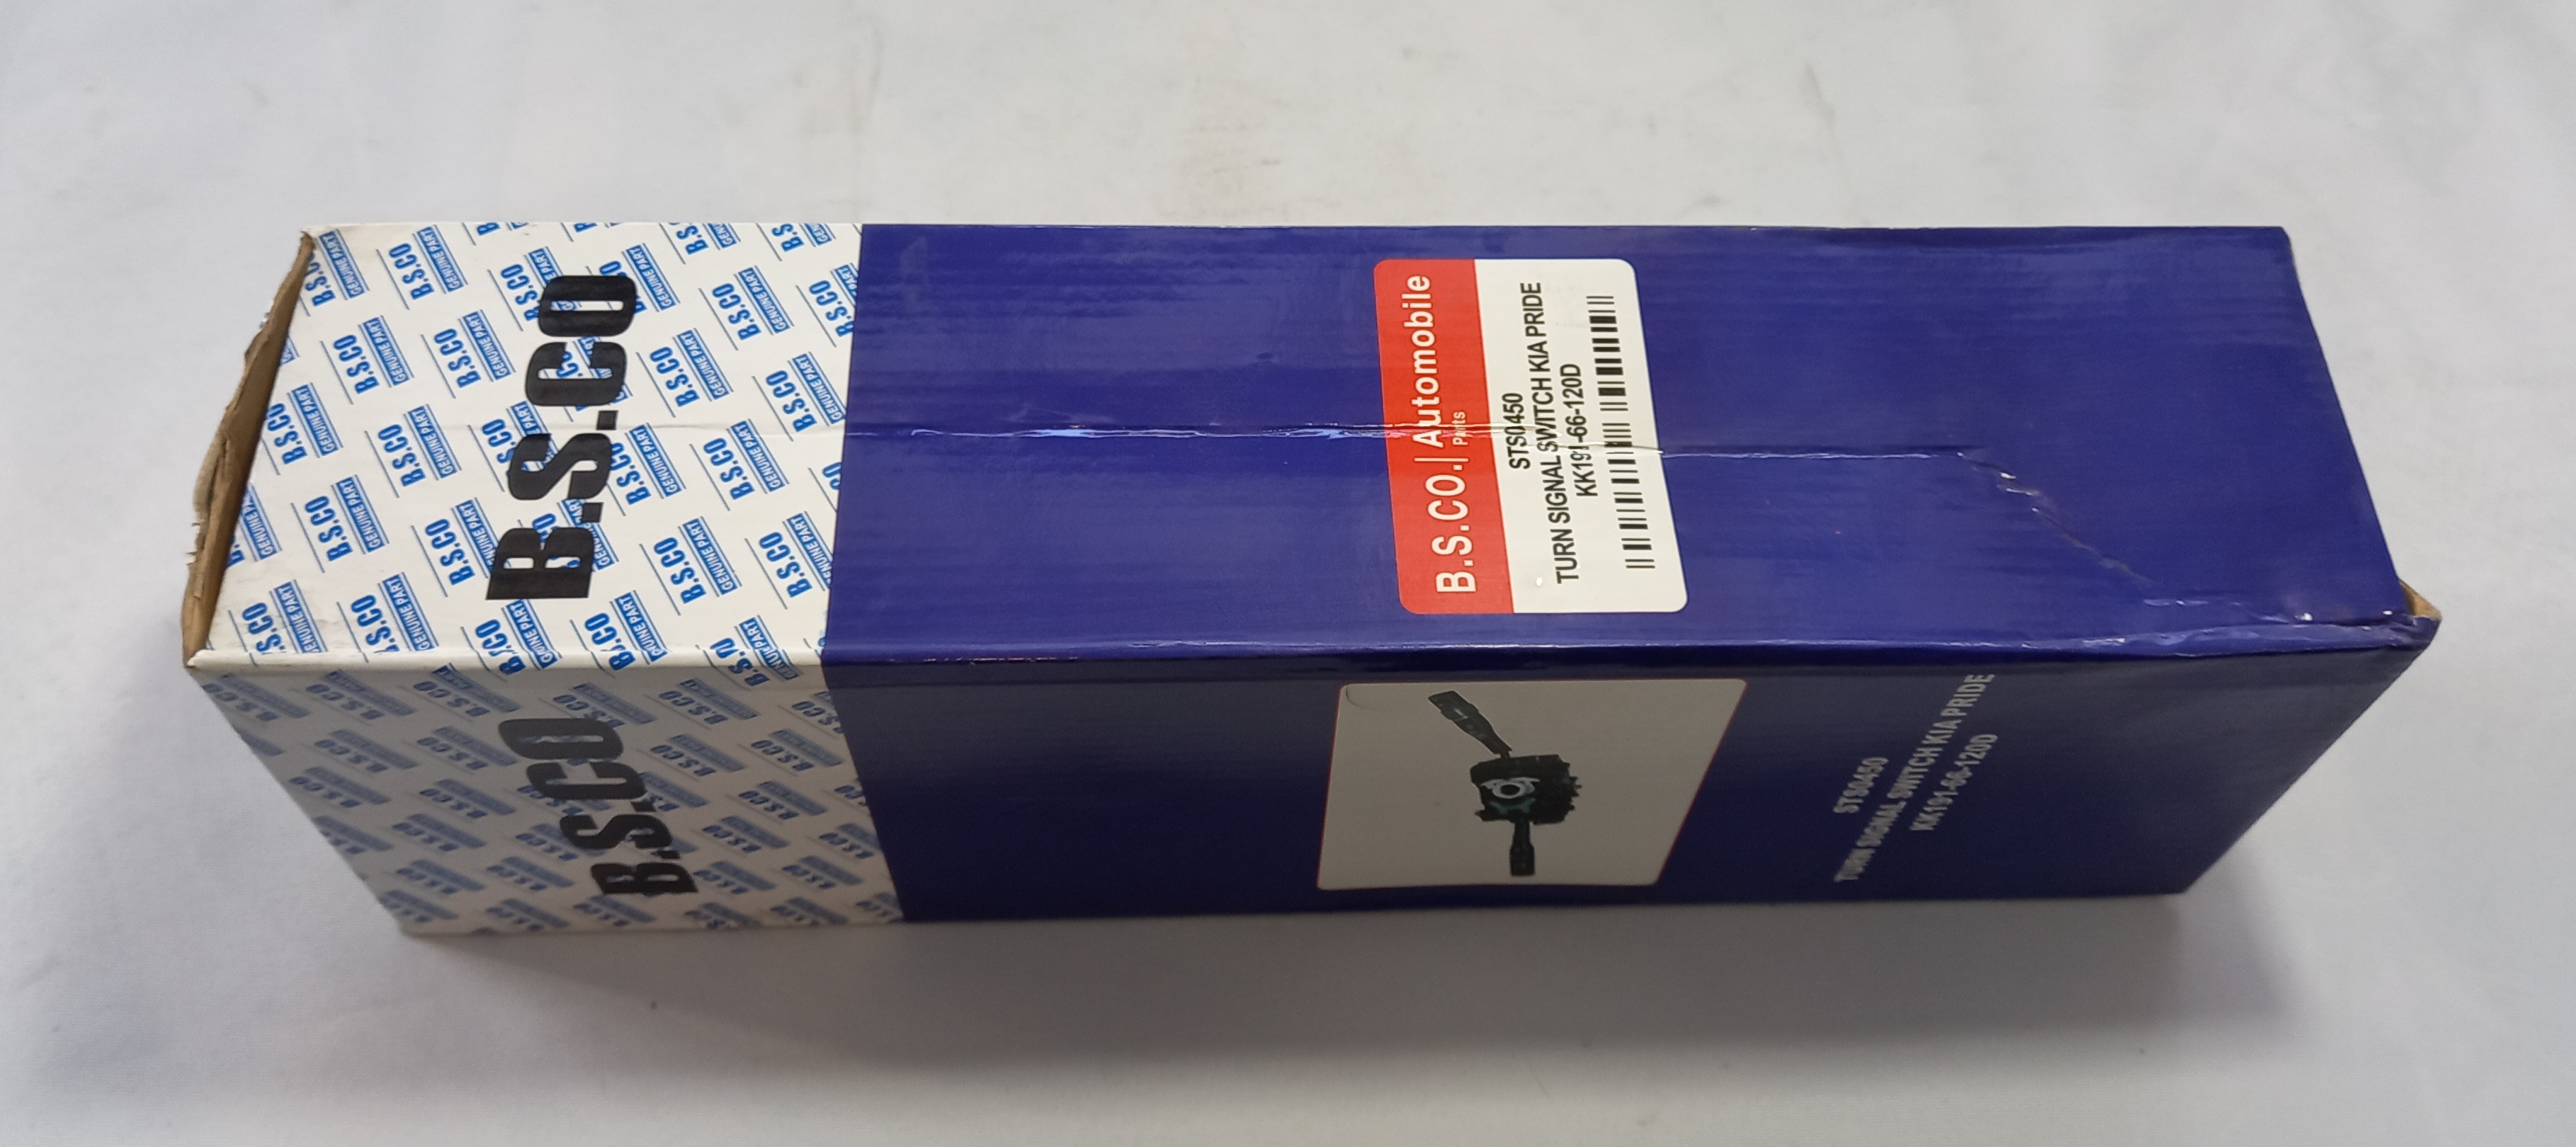 B.S.CO
B.S.CO
GENUINE PART
B.S.CO. | Automobile
Parts
STS0450
TURN SIGNAL SWITCH KIA PRIDE
KK191-66-120D
B.S.CO
STS0450
TURN SIGNAL SWITCH KIA PRIDE
KK191-66-120D